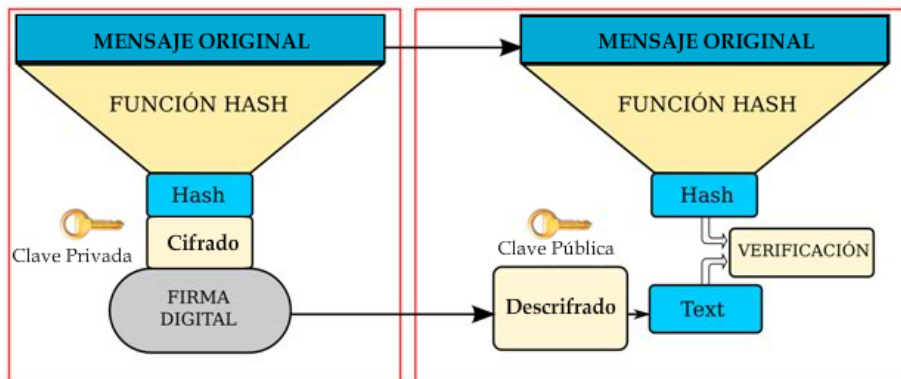 MENSAJE ORIGINAL
FUNCIÓN HASH
Hash
Clave Privada
Cifrado
FIRMA
DIGITAL
MENSAJE ORIGINAL
FUNCIÓN HASH
Hash
Clave Pública
VERIFICACIÓN
Descrifrado
Text